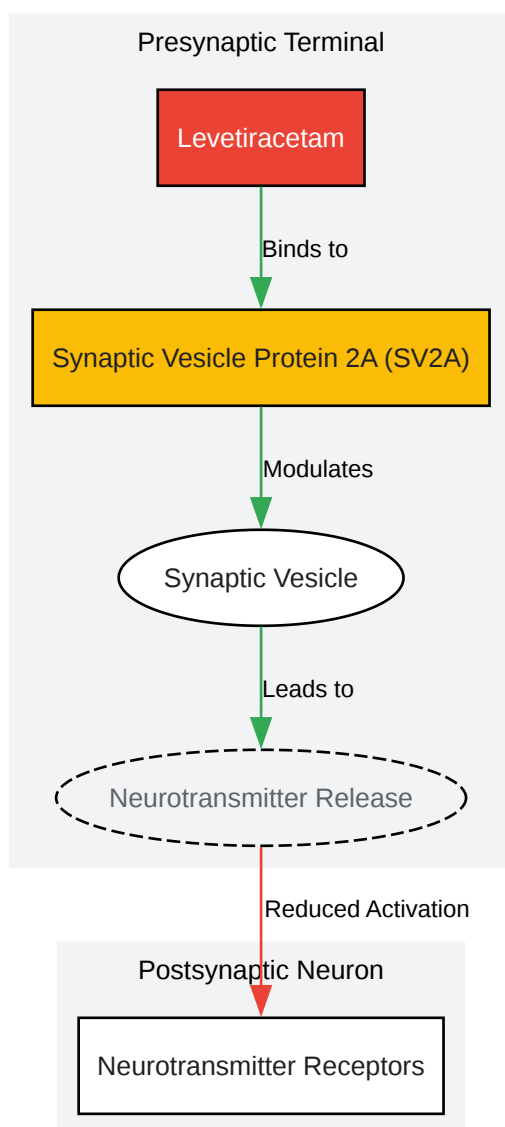 Presynaptic Terminal
Levetiracetam
Binds to
Synaptic Vesicle Protein 2A (SV2A)
Modulates
Synaptic Vesicle
Leads to
Neurotransmitter Release
Reduced Activation
Postsynaptic Neuron
Neurotransmitter Receptors